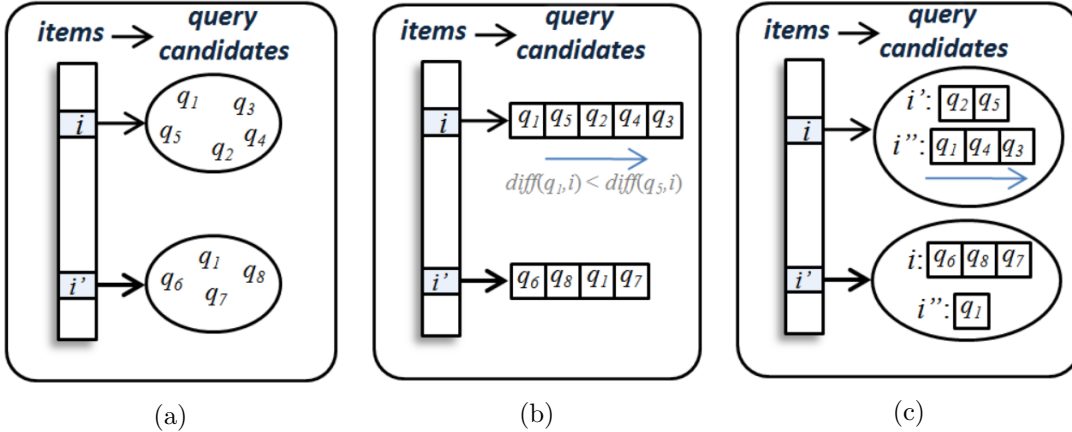 items → query
candidates
i
q1 q3
q5 q4
q2
i'
q1
q6 q8
q7
(a)
items → query
candidates
i
q1 q5 q2 q4 q3
diff(q1,i) < diff(q5,i)
i'
q6 q8 q1 q7
(b)
items → query
candidates
i
i': q2 q5
i'': q1 q4 q3
i'
i: q6 q8 q7
i'': q1
(c)